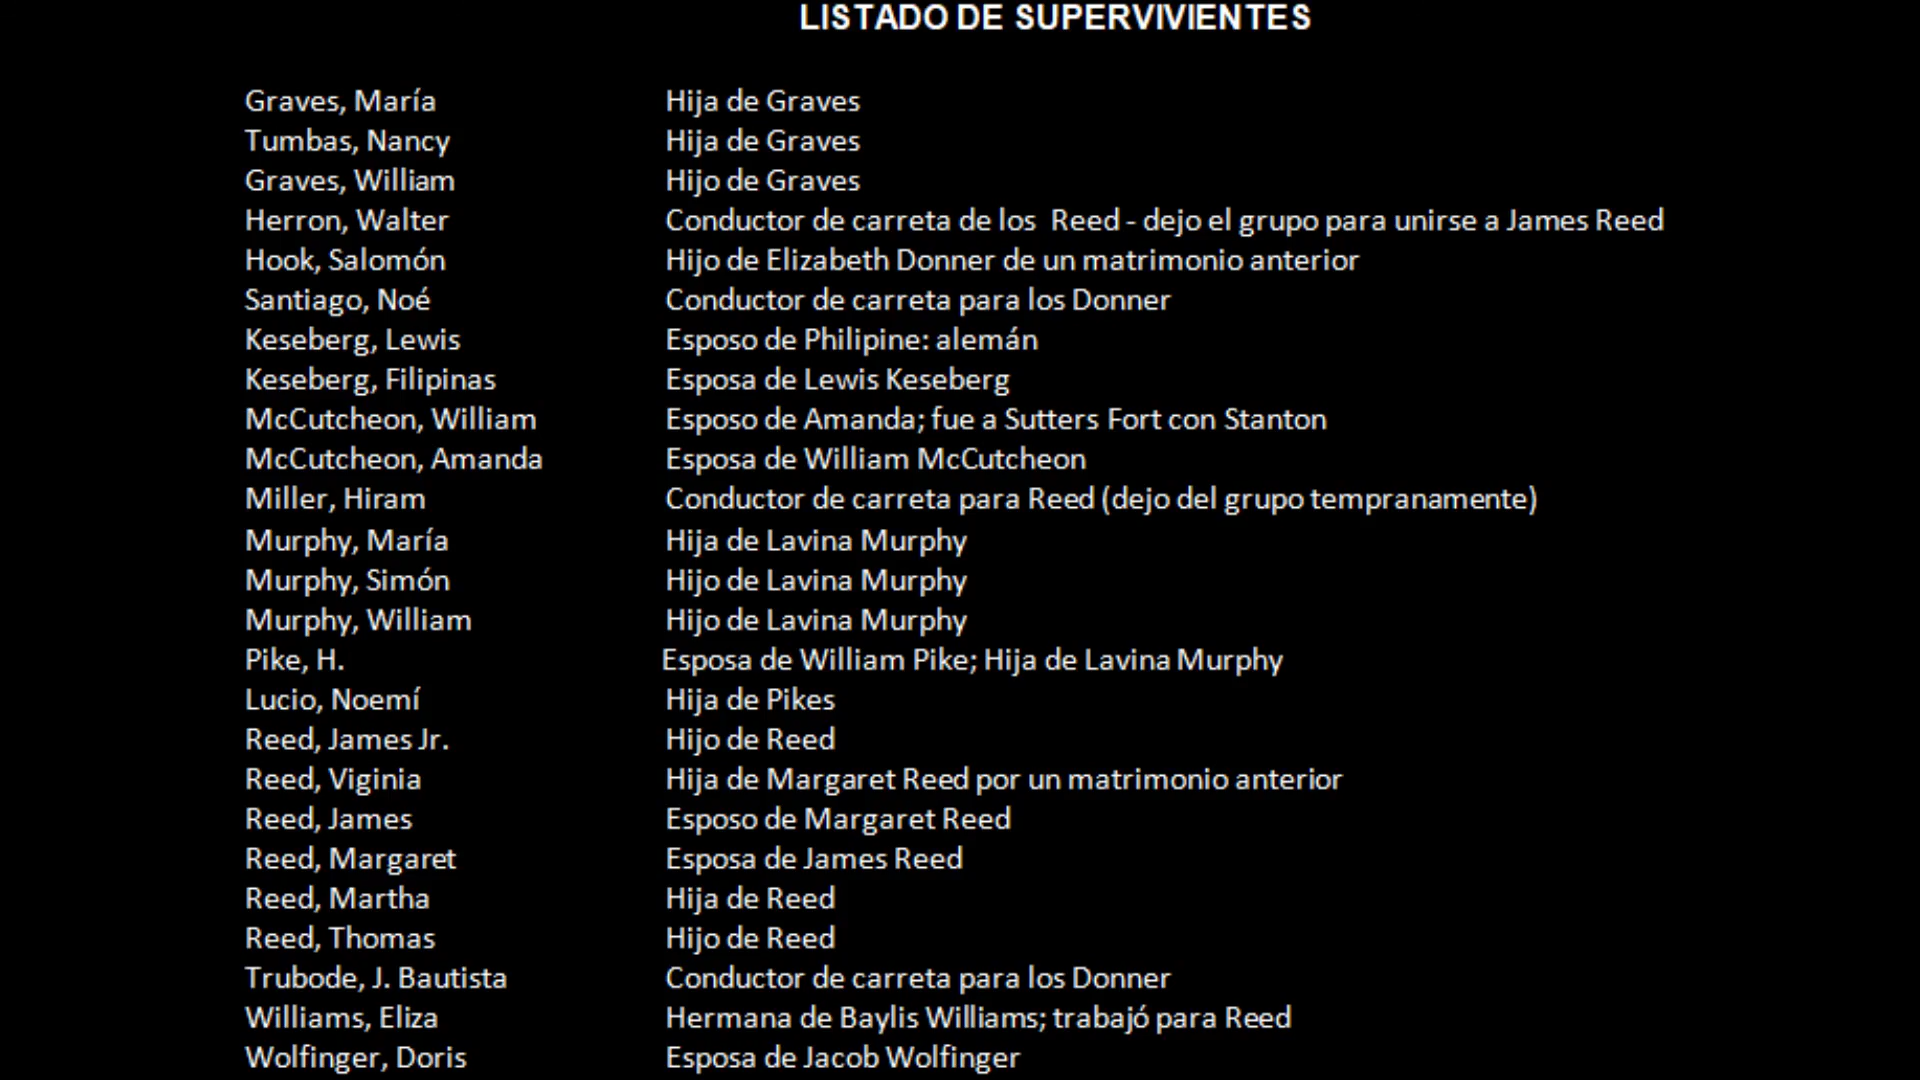 LISTADO DE SUPERVIVIENTES
Graves, María Hija de Graves
Tumbas, Nancy Hija de Graves
Graves, William Hijo de Graves
Herron, Walter Conductor de carreta de los Reed - dejo el grupo para unirse a James Reed
Hook, Salomón Hijo de Elizabeth Donner de un matrimonio anterior
Santiago, Noé Conductor de carreta para los Donner
Keseberg, Lewis Esposo de Philipine: alemán
Keseberg, Filipinas Esposa de Lewis Keseberg
McCutcheon, William Esposo de Amanda; fue a Sutters Fort con Stanton
McCutcheon, Amanda Esposa de William McCutcheon
Miller, Hiram Conductor de carreta para Reed (dejo del grupo tempranamente)
Murphy, María Hija de Lavina Murphy
Murphy, Simón Hijo de Lavina Murphy
Murphy, William Hijo de Lavina Murphy
Pike, H. Esposa de William Pike; Hija de Lavina Murphy
Lucio, Noemí Hija de Pikes
Reed, James Jr. Hijo de Reed
Reed, Viginia Hija de Margaret Reed por un matrimonio anterior
Reed, James Esposo de Margaret Reed
Reed, Margaret Esposa de James Reed
Reed, Martha Hija de Reed
Reed, Thomas Hijo de Reed
Trubode, J. Bautista Conductor de carreta para los Donner
Williams, Eliza Hermana de Baylis Williams; trabajó para Reed
Wolfinger, Doris Esposa de Jacob Wolfinger